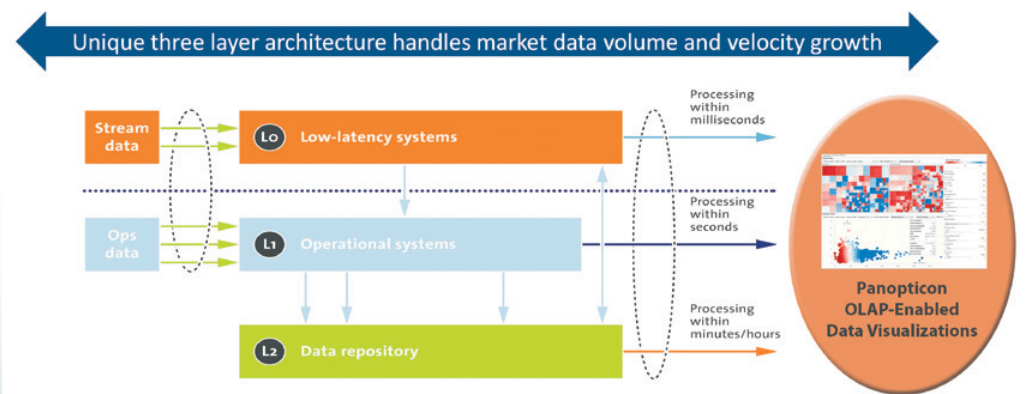 Unique three layer architecture handles market data volume and velocity growth
Stream
data
L0
Low-latency systems
Processing
within
milliseconds
Ops
data
L1
Operational systems
Processing
within
seconds
L2
Data repository
Processing
within
minutes/hours
Panopticon
OLAP-Enabled
Data Visualizations